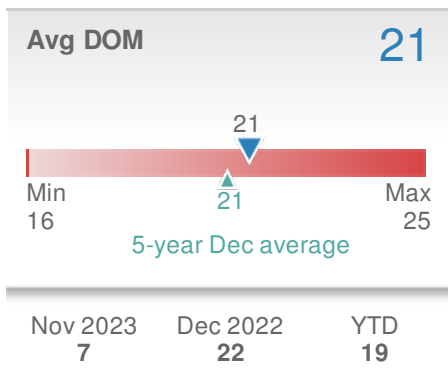 Avg DOM 21
21
Min Max
16 21 25
5-year Dec average
Nov 2023 Dec 2022 YTD
7 22 19